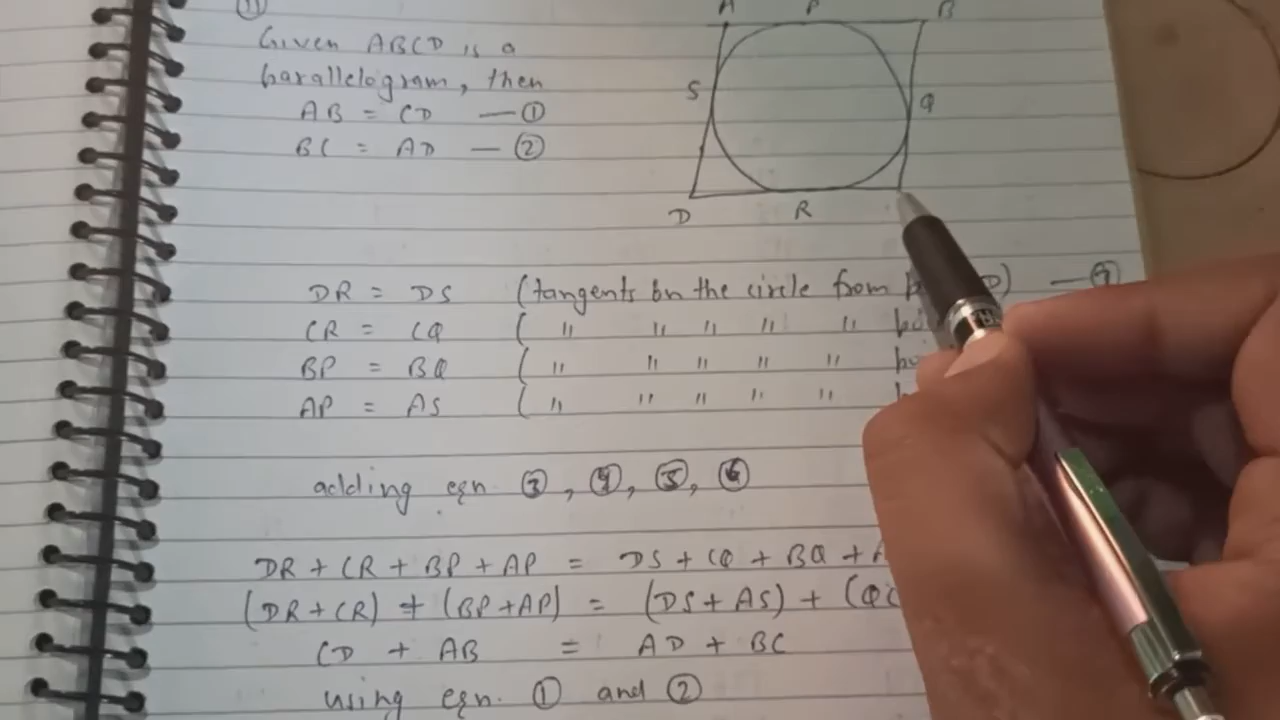 (11)
Given ABCD is a
parallelogram, then
AB = CD — ①
BC = AD — ②
A P B
S Q
D R
DR = DS (tangents on the circle from D) —
CR = CQ ( " " " " "
BP = BQ ( " " " " "
AP = AS ( " " " " "
adding eqn. ③, ④, ⑤, ⑥
DR + CR + BP + AP = DS + CQ + BQ +
(DR + CR) + (BP + AP) = (DS + AS) +
CD + AB = AD + BC
using eqn. ① and ②